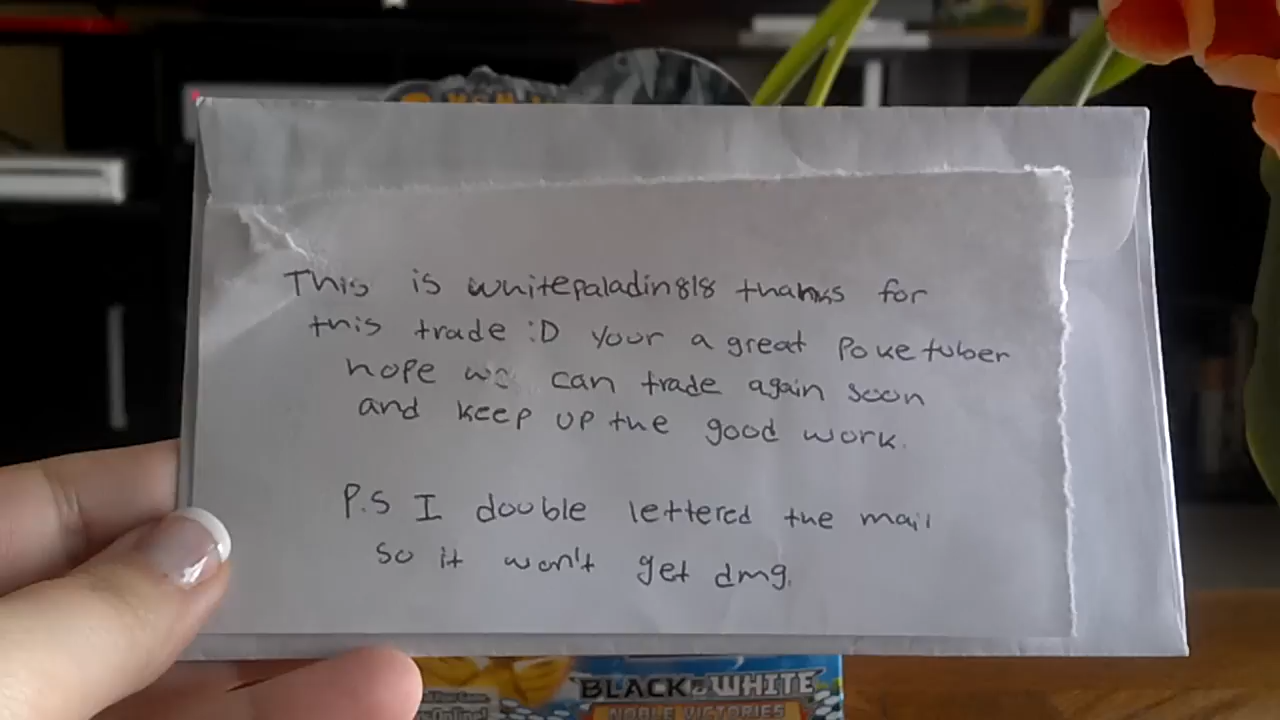 This is whitepaladin818 thanks for
this trade :D Your a great Poketuber
hope we can trade again soon
and keep up the good work.
P.S I double lettered the mail
so it won't get dmg.
BLACK & WHITE
NOBLE VICTORIES